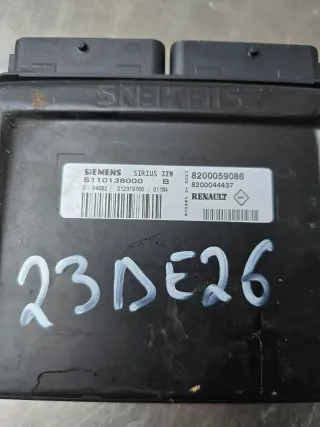 SIEMENS
SIEMENS SIRIUS 32N
S110138000 B
8200059086
8200044437
RENAULT
23DE26